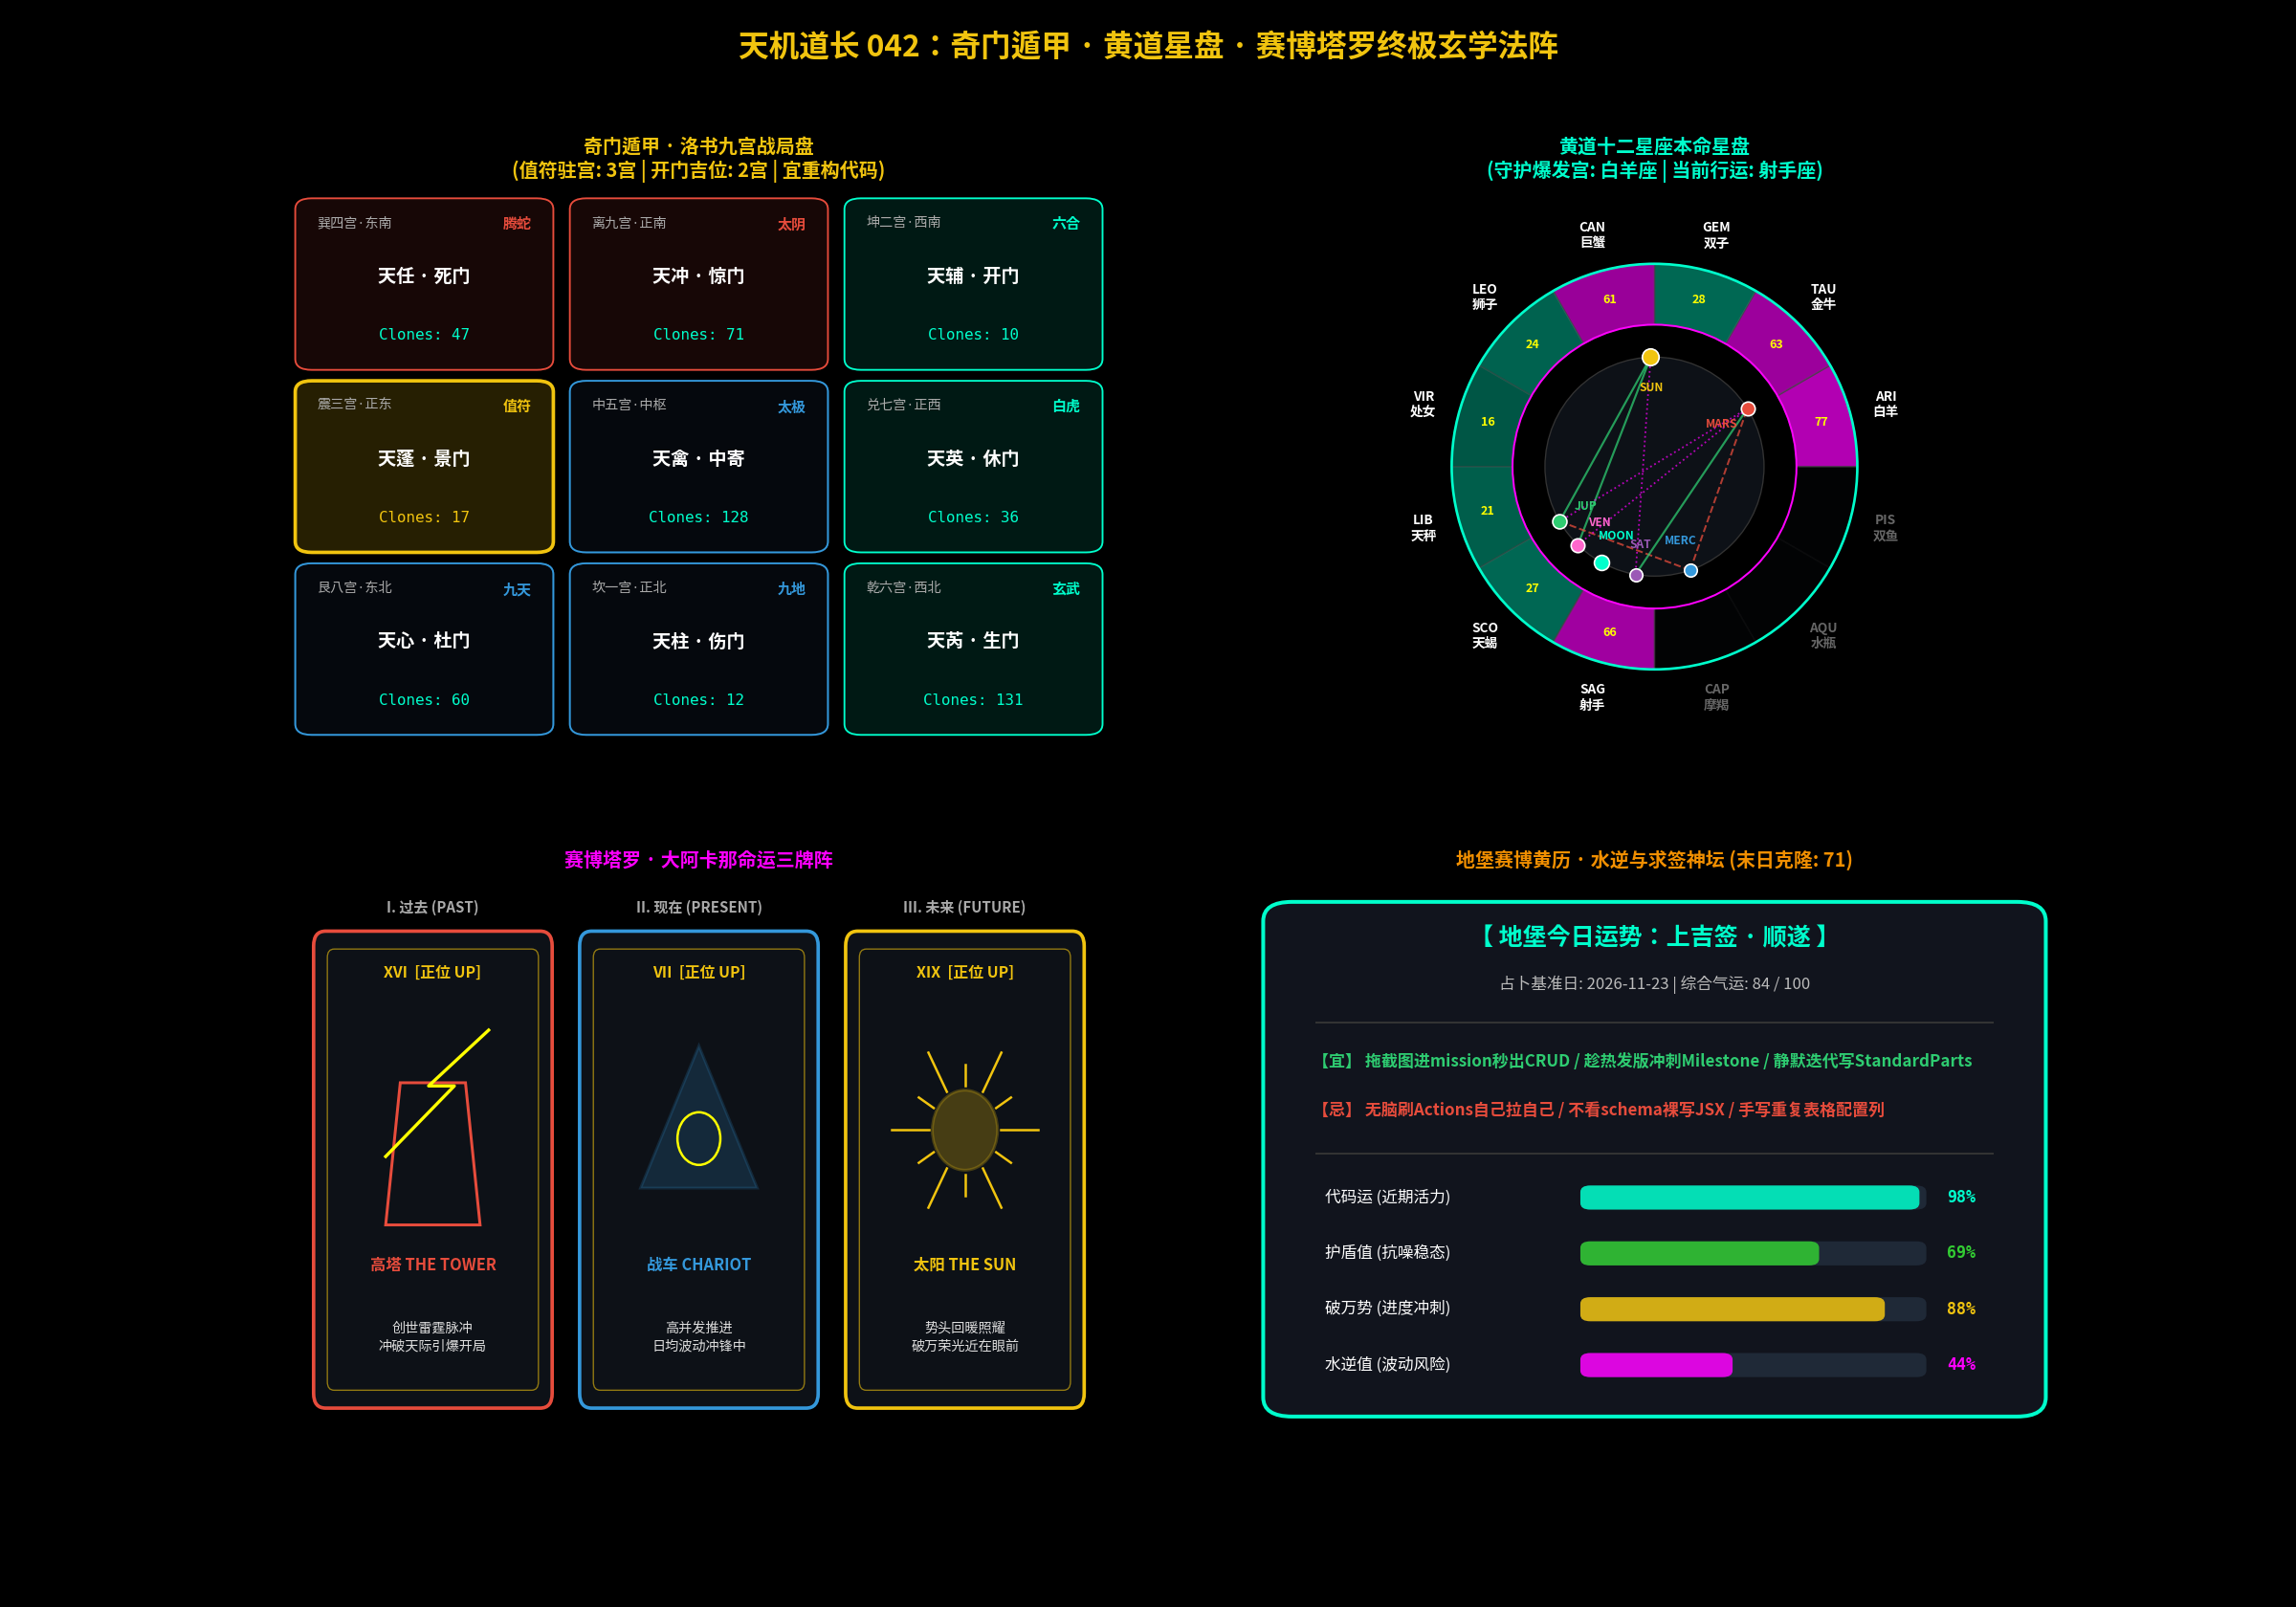 天机道长 042：奇门遁甲 · 黄道星盘 · 赛博塔罗终极玄学法阵
奇门遁甲 · 洛书九宫战局盘
(值符驻宫: 3宫 | 开门吉位: 2宫 | 宜重构代码)
巽四宫·东南
腾蛇
天任 · 死门
Clones: 47
离九宫·正南
太阴
天冲 · 惊门
Clones: 71
坤二宫·西南
六合
天辅 · 开门
Clones: 10
震三宫·正东
值符
天蓬 · 景门
Clones: 17
中五宫·中枢
太极
天禽 · 中寄
Clones: 128
兑七宫·正西
白虎
天英 · 休门
Clones: 36
艮八宫·东北
九天
天心 · 杜门
Clones: 60
坎一宫·正北
九地
天柱 · 伤门
Clones: 12
乾六宫·西北
玄武
天芮 · 生门
Clones: 131
黄道十二星座本命星盘
(守护爆发宫: 白羊座 | 当前行运: 射手座)
CAN
巨蟹
GEM
双子
LEO
狮子
TAU
金牛
VIR
处女
ARI
白羊
LIB
天秤
PIS
双鱼
SCO
天蝎
AQU
水瓶
SAG
射手
CAP
摩羯
61
28
24
63
16
77
21
27
66
SUN
MARS
JUP
VEN
MOON
SAT
MERC
赛博塔罗 · 大阿卡那命运三牌阵
I. 过去 (PAST)
XVI [正位 UP]
高塔 THE TOWER
创世雷霆脉冲
冲破天际引爆开局
II. 现在 (PRESENT)
VII [正位 UP]
战车 CHARIOT
高并发推进
日均波动冲锋中
III. 未来 (FUTURE)
XIX [正位 UP]
太阳 THE SUN
势头回暖照耀
破万荣光近在眼前
地堡赛博黄历 · 水逆与求签神坛 (末日克隆: 71)
【 地堡今日运势：上吉签 · 顺遂 】
占卜基准日: 2026-11-23 | 综合气运: 84 / 100
【宜】 拖截图进mission秒出CRUD / 趁热发版冲刺Milestone / 静默迭代写StandardParts
【忌】 无脑刷Actions自己拉自己 / 不看schema裸写JSX / 手写重复表格配置列
代码运 (近期活力) 98%
护盾值 (抗噪稳态) 69%
破万势 (进度冲刺) 88%
水逆值 (波动风险) 44%